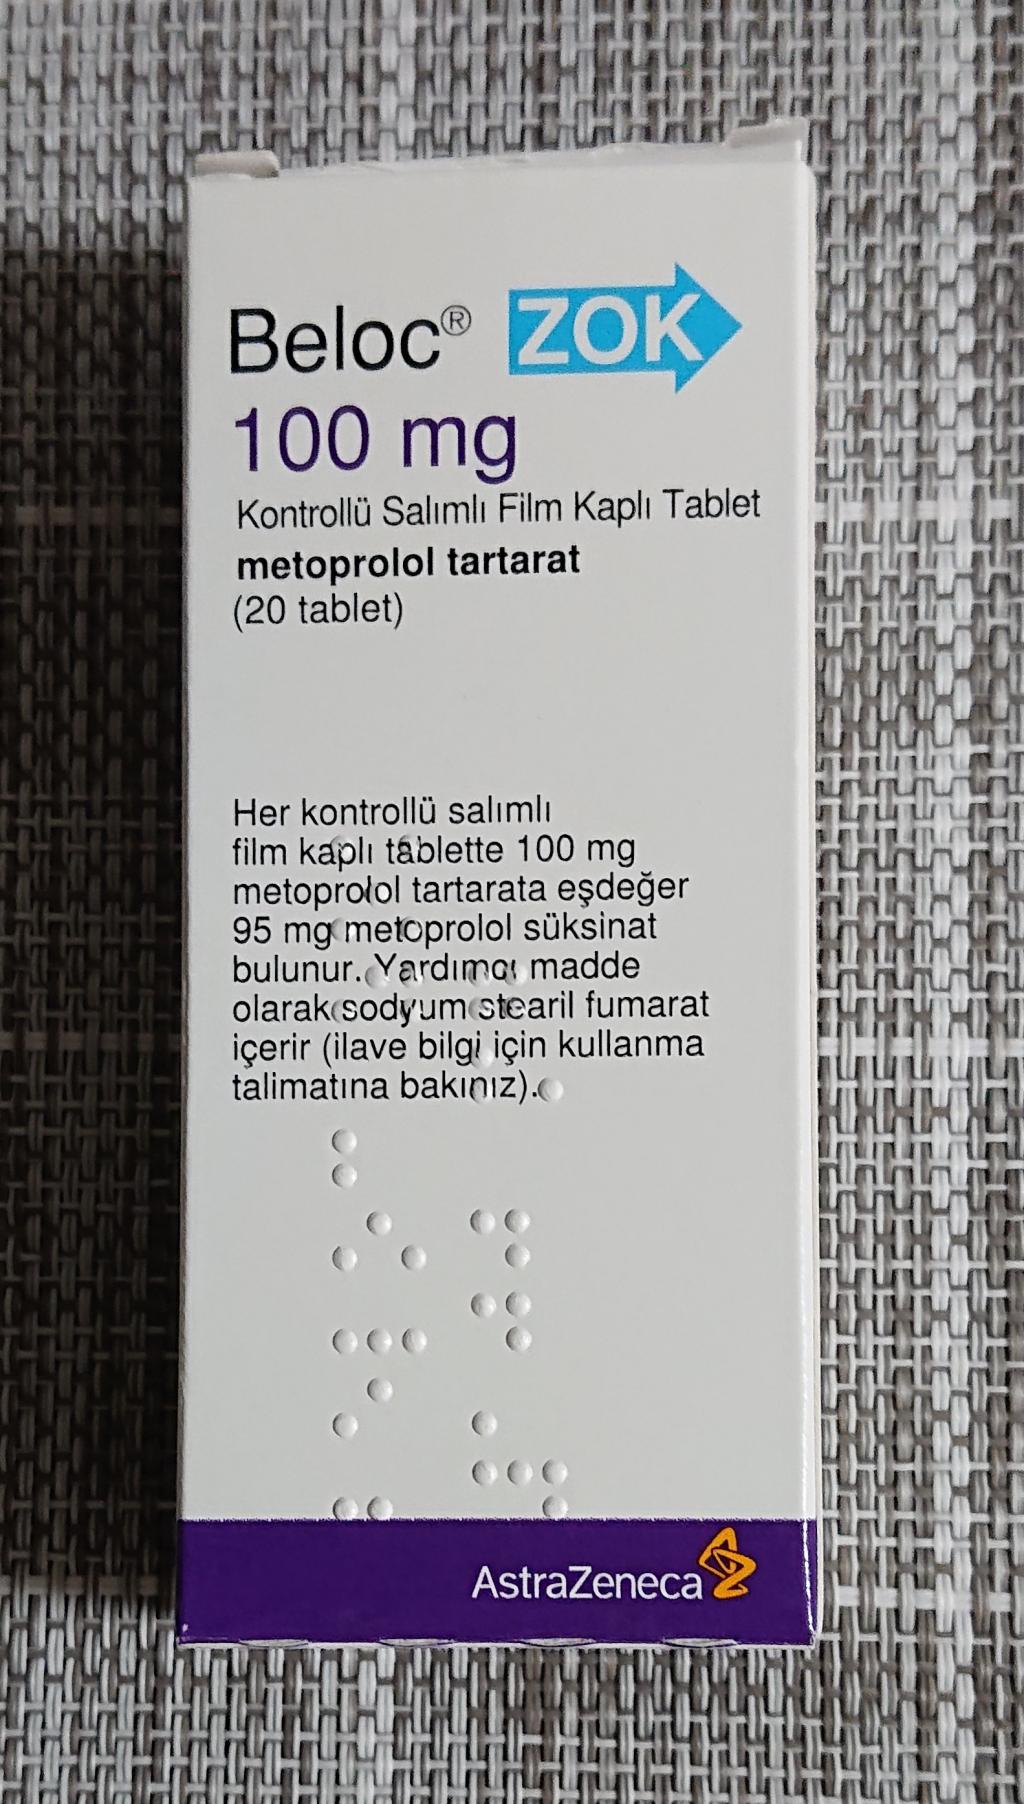 Beloc® ZOK
100 mg
Kontrollü Salımlı Film Kaplı Tablet
metoprolol tartarat
(20 tablet)
Her kontrollü salımlı
film kaplı tablette 100 mg
metoprolol tartarata eşdeğer
95 mg metoprolol süksinat
bulunur. Yardımcı madde
olarak sodyum stearil fumarat
içerir (ilave bilgi için kullanma
talimatına bakınız).
AstraZeneca